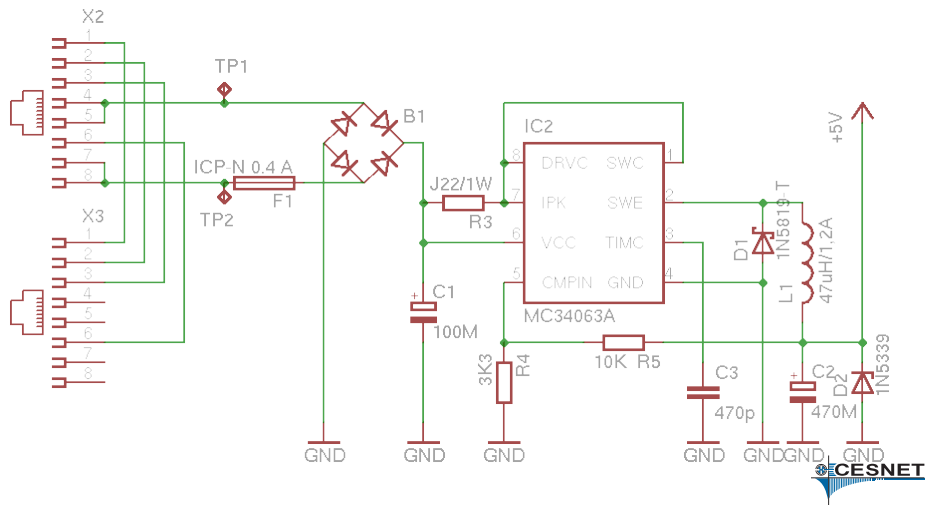 X2
1
2
3
4
5
6
7
8
TP1
B1
ICP-N 0.4 A
F1
TP2
X3
1
2
3
4
5
6
7
8
J22/1W
R3
C1
+
100M
IC2
8 DRVC SWC 1
7 IPK SWE 2
6 VCC TIMC 3
5 CMPIN GND 4
MC34063A
3K3
R4
10K R5
C3
470p
D1
1N5819-T
L1
47uH/1,2A
+5V
C2
+
470M
D2
1N5339
GND
GND
GND
GND
GND
GND
GND
CESNET